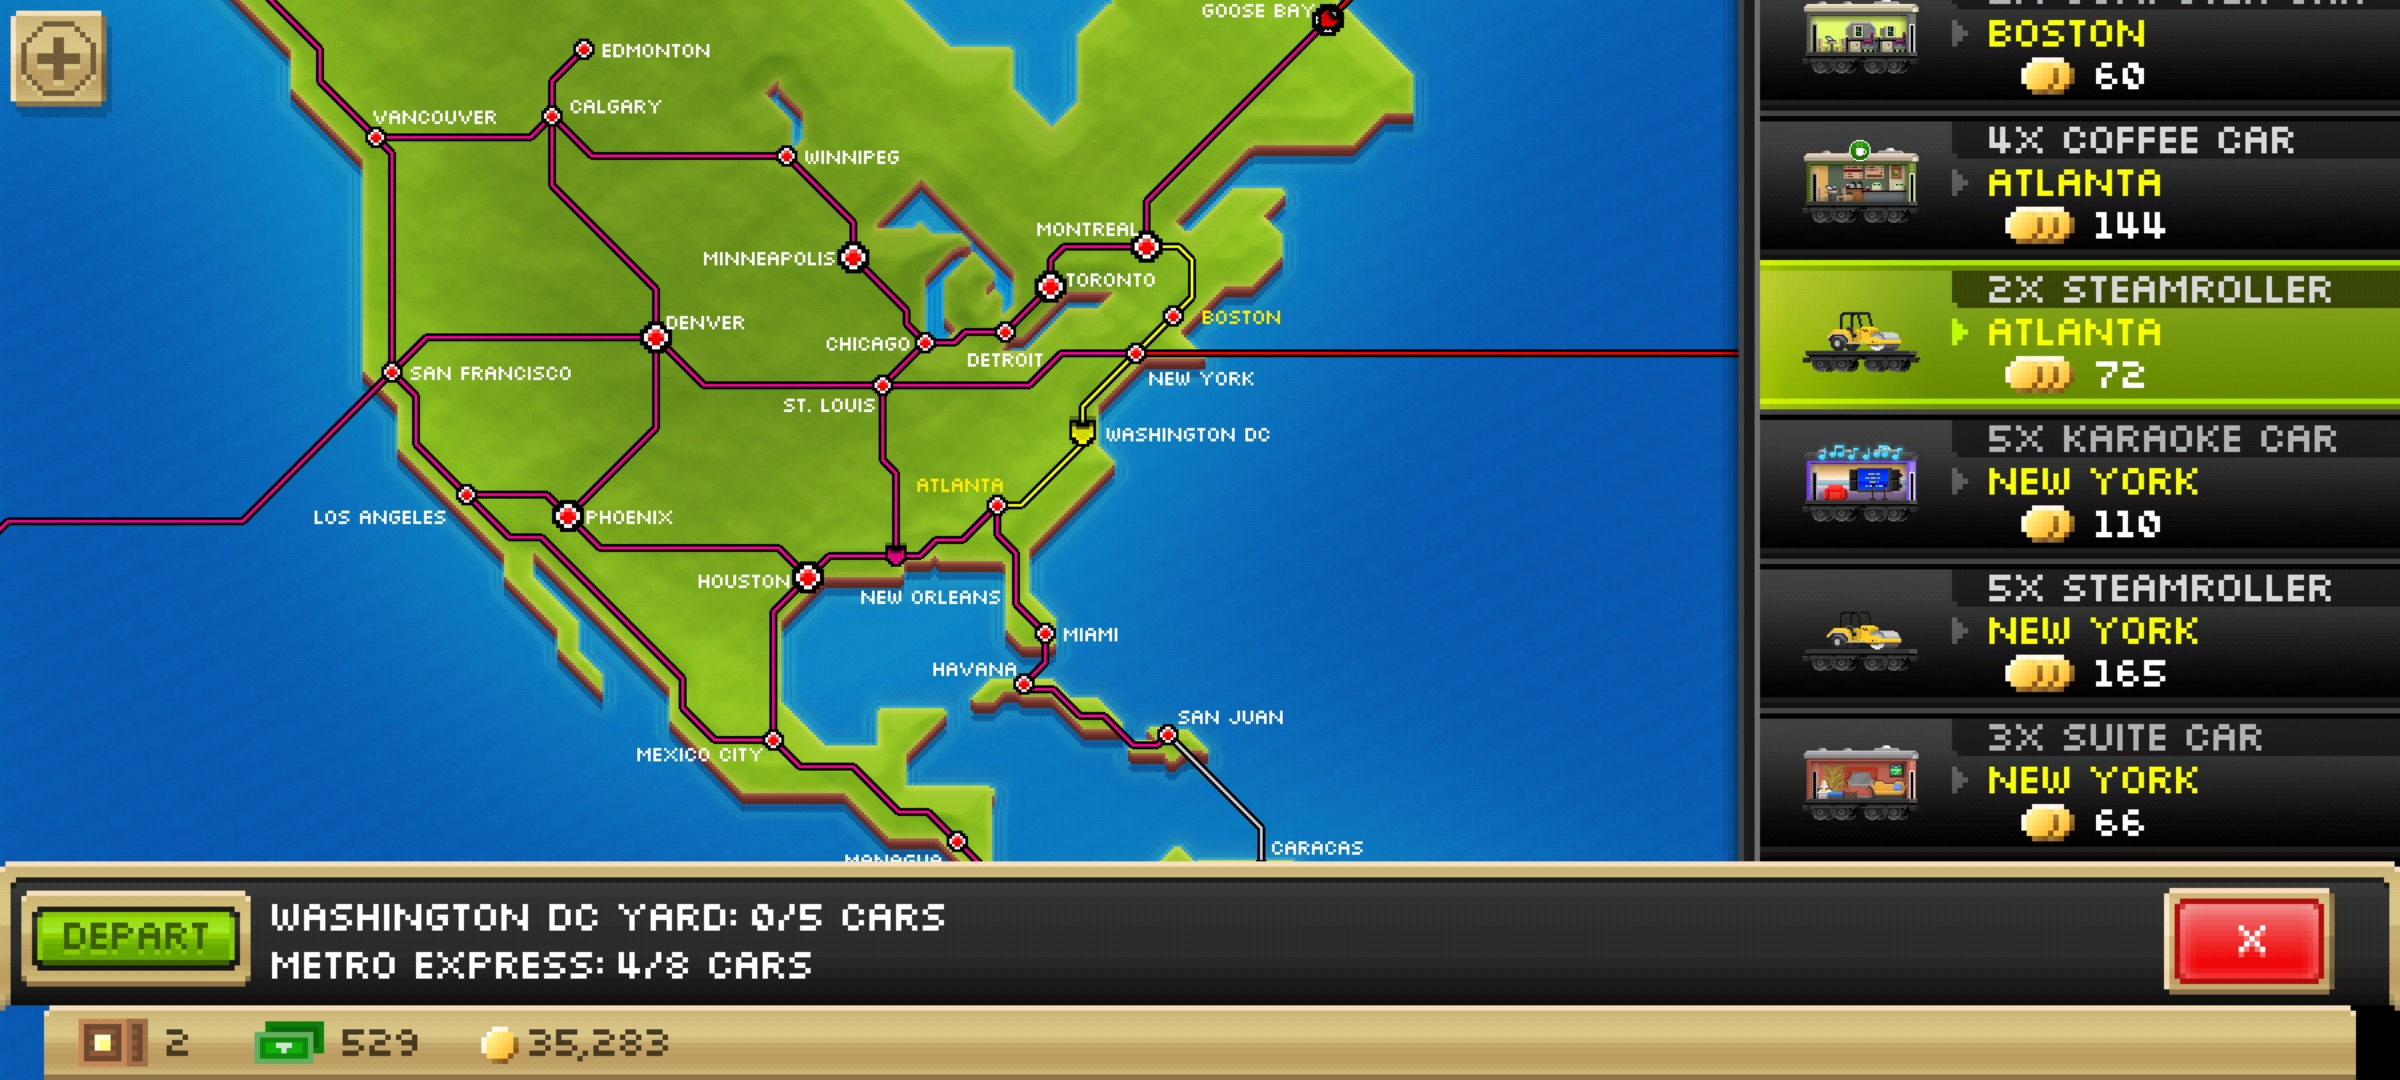 GOOSE BAY
EDMONTON
CALGARY
VANCOUVER
WINNIPEG
MONTREAL
MINNEAPOLIS
TORONTO
BOSTON
DENVER
CHICAGO
DETROIT
SAN FRANCISCO
NEW YORK
ST. LOUIS
WASHINGTON DC
ATLANTA
LOS ANGELES
PHOENIX
HOUSTON
NEW ORLEANS
MIAMI
HAVANA
SAN JUAN
MEXICO CITY
CARACAS
MANAGUA
BOSTON
60
4X COFFEE CAR
ATLANTA
144
2X STEAMROLLER
ATLANTA
72
5X KARAOKE CAR
NEW YORK
110
5X STEAMROLLER
NEW YORK
165
3X SUITE CAR
NEW YORK
66
DEPART
WASHINGTON DC YARD: 0/5 CARS
METRO EXPRESS: 4/8 CARS
X
2
529
35,283